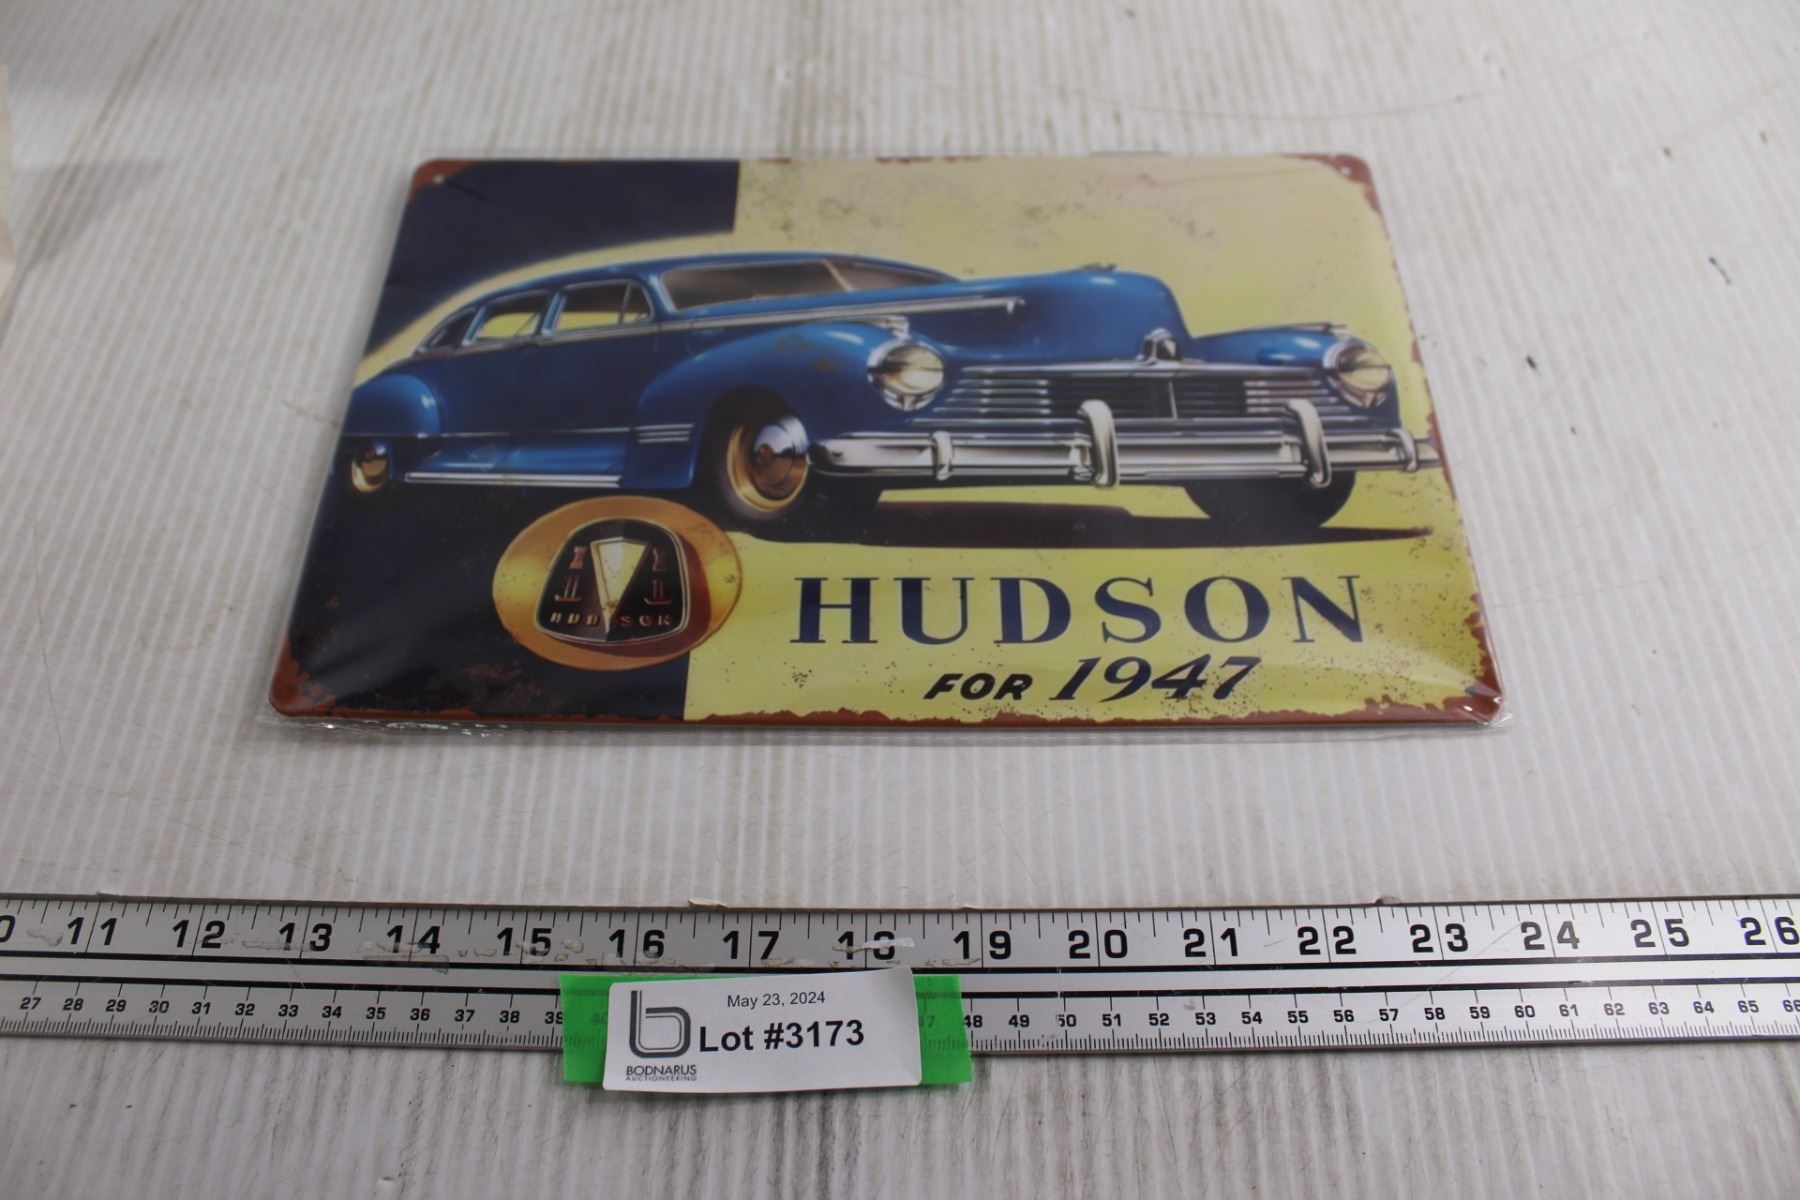 HUDSON
HUDSON
FOR 1947
11 12 13 14 15 16 17 18 19 20 21 22 23 24 25 26
27 28 29 30 31 32 33 34 35 36 37 38 39 47 48 49 50 51 52 53 54 55 56 57 58 59 60 61 62 63 64 65 66
May 23, 2024
Lot #3173
BODNARUS
AUCTIONEERING